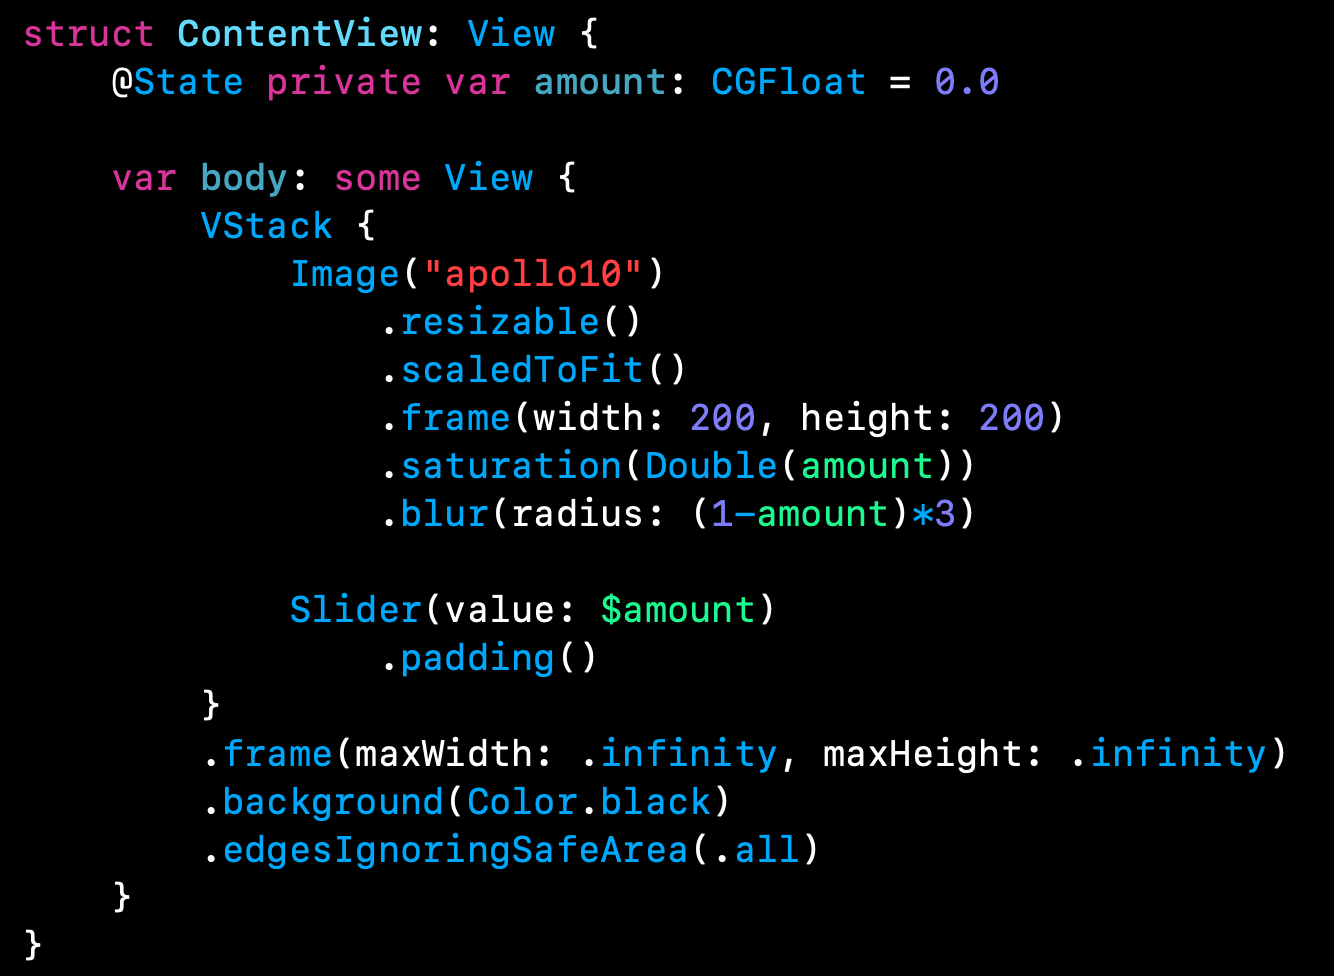 struct ContentView: View {
    @State private var amount: CGFloat = 0.0

    var body: some View {
        VStack {
            Image("apollo10")
                .resizable()
                .scaledToFit()
                .frame(width: 200, height: 200)
                .saturation(Double(amount))
                .blur(radius: (1-amount)*3)

            Slider(value: $amount)
                .padding()
        }
        .frame(maxWidth: .infinity, maxHeight: .infinity)
        .background(Color.black)
        .edgesIgnoringSafeArea(.all)
    }
}